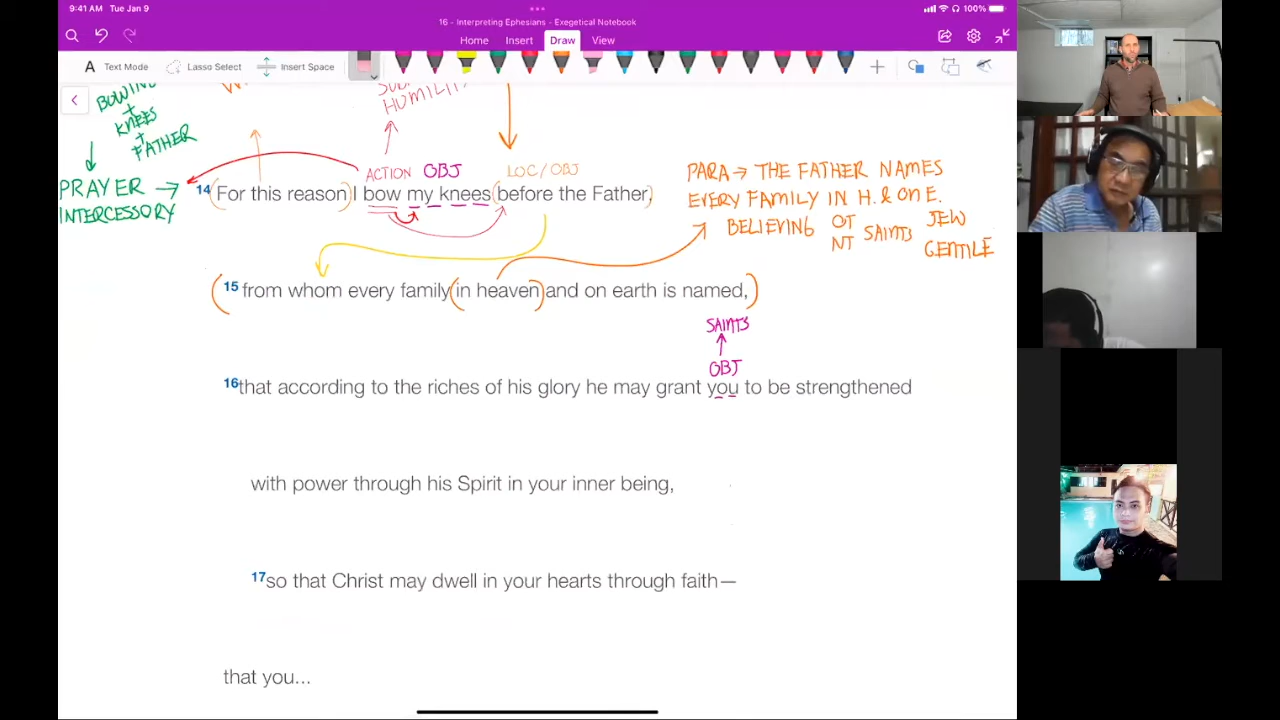 9:41 AM Tue Jan 9
100%
16 - Interpreting Ephesians - Exegetical Notebook
Home Insert Draw View
A Text Mode Lasso Select Insert Space
BOWING
+
KNEES
+
FATHER
HUMILITY
PRAYER →
INTERCESSORY
ACTION OBJ LOC/OBJ
14 (For this reason) I bow my knees (before the Father,)
PARA → THE FATHER NAMES
EVERY FAMILY IN H. & ON E.
BELIEVING OT NT SAINTS JEW GENTILE
(15 from whom every family (in heaven) and on earth is named,)
SAINTS
OBJ
16 that according to the riches of his glory he may grant you to be strengthened
with power through his Spirit in your inner being,
17 so that Christ may dwell in your hearts through faith—
that you...